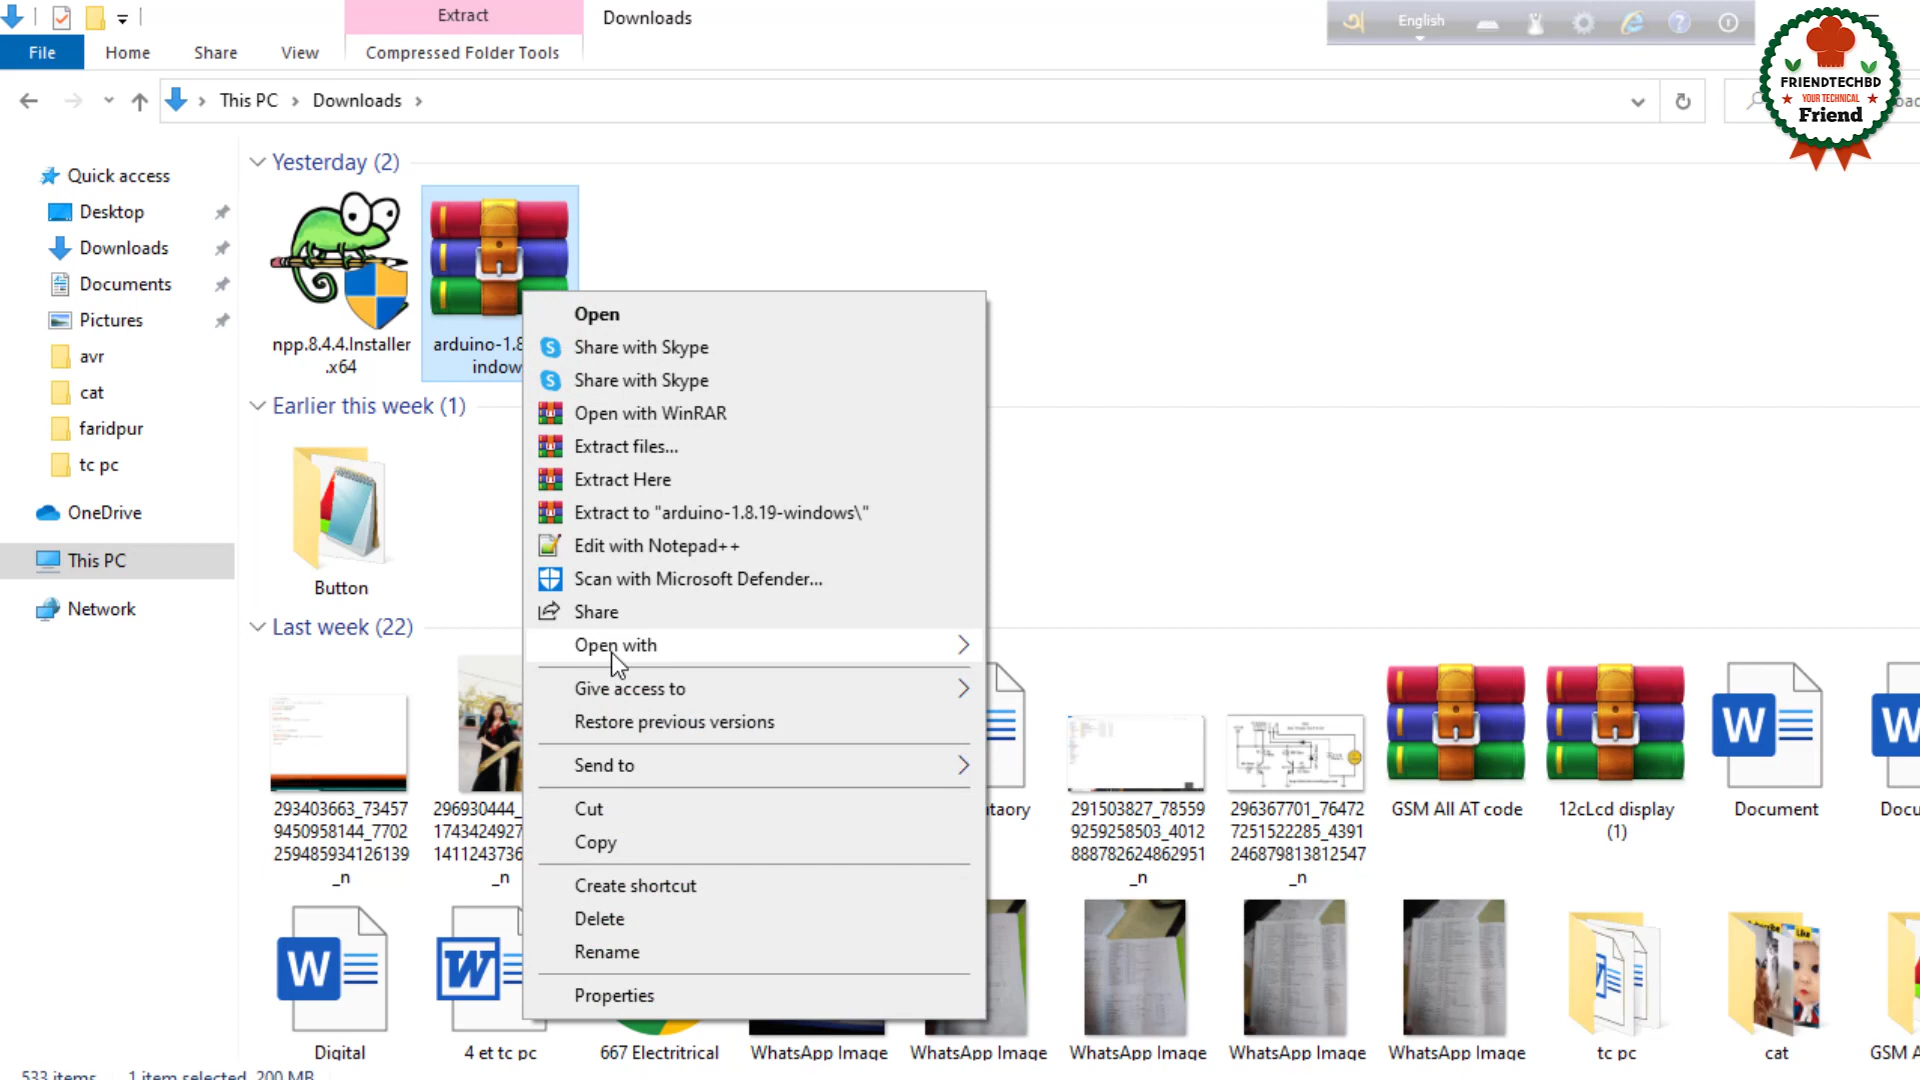 Extract
Downloads
English
File
Home
Share
View
Compressed Folder Tools
This PC
Downloads
FRIENDTECHBD
YOUR TECHNICAL
Friend
Quick access
Desktop
Downloads
Documents
Pictures
avr
cat
faridpur
tc pc
OneDrive
This PC
Network
Yesterday (2)
npp.8.4.4.Installer
.x64
arduino-1.8
indow
Earlier this week (1)
Button
Last week (22)
Open
Share with Skype
Share with Skype
Open with WinRAR
Extract files...
Extract Here
Extract to "arduino-1.8.19-windows\"
Edit with Notepad++
Scan with Microsoft Defender...
Share
Open with
Give access to
Restore previous versions
Send to
Cut
Copy
Create shortcut
Delete
Rename
Properties
293403663_73457
9450958144_7702
259485934126139
_n
296930444_
1743424927
1411243736
_n
taory
291503827_78559
9259258503_4012
888782624862951
_n
296367701_76472
7251522285_4391
246879813812547
_n
GSM All AT code
12cLcd display
(1)
Document
Docu
Digital
4 et tc pc
667 Electritrical
WhatsApp Image
WhatsApp Image
WhatsApp Image
WhatsApp Image
WhatsApp Image
tc pc
cat
GSM A
533 items
1 item selected 200 MB